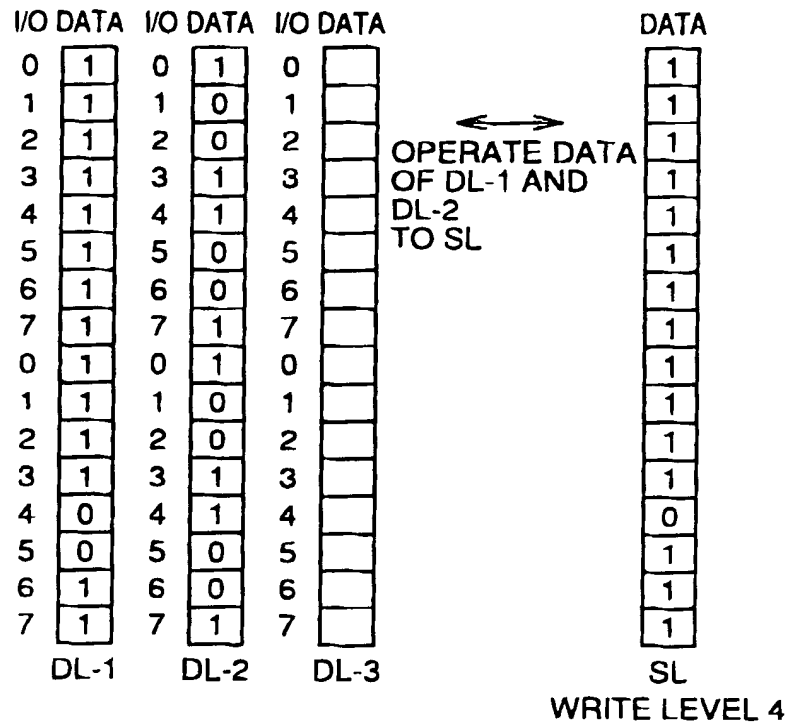 I/O DATA I/O DATA I/O DATA DATA
0 1 0 1 0 1
1 1 1 0 1 1
2 1 2 0 2 1
3 1 3 1 3 1
4 1 4 1 4 1
5 1 5 0 5 1
6 1 6 0 6 1
7 1 7 1 7 1
0 1 0 1 0 1
1 1 1 0 1 1
2 1 2 0 2 1
3 1 3 1 3 1
4 0 4 1 4 0
5 0 5 0 5 1
6 1 6 0 6 1
7 1 7 1 7 1
OPERATE DATA
OF DL-1 AND
DL-2
TO SL
DL-1 DL-2 DL-3 SL
WRITE LEVEL 4